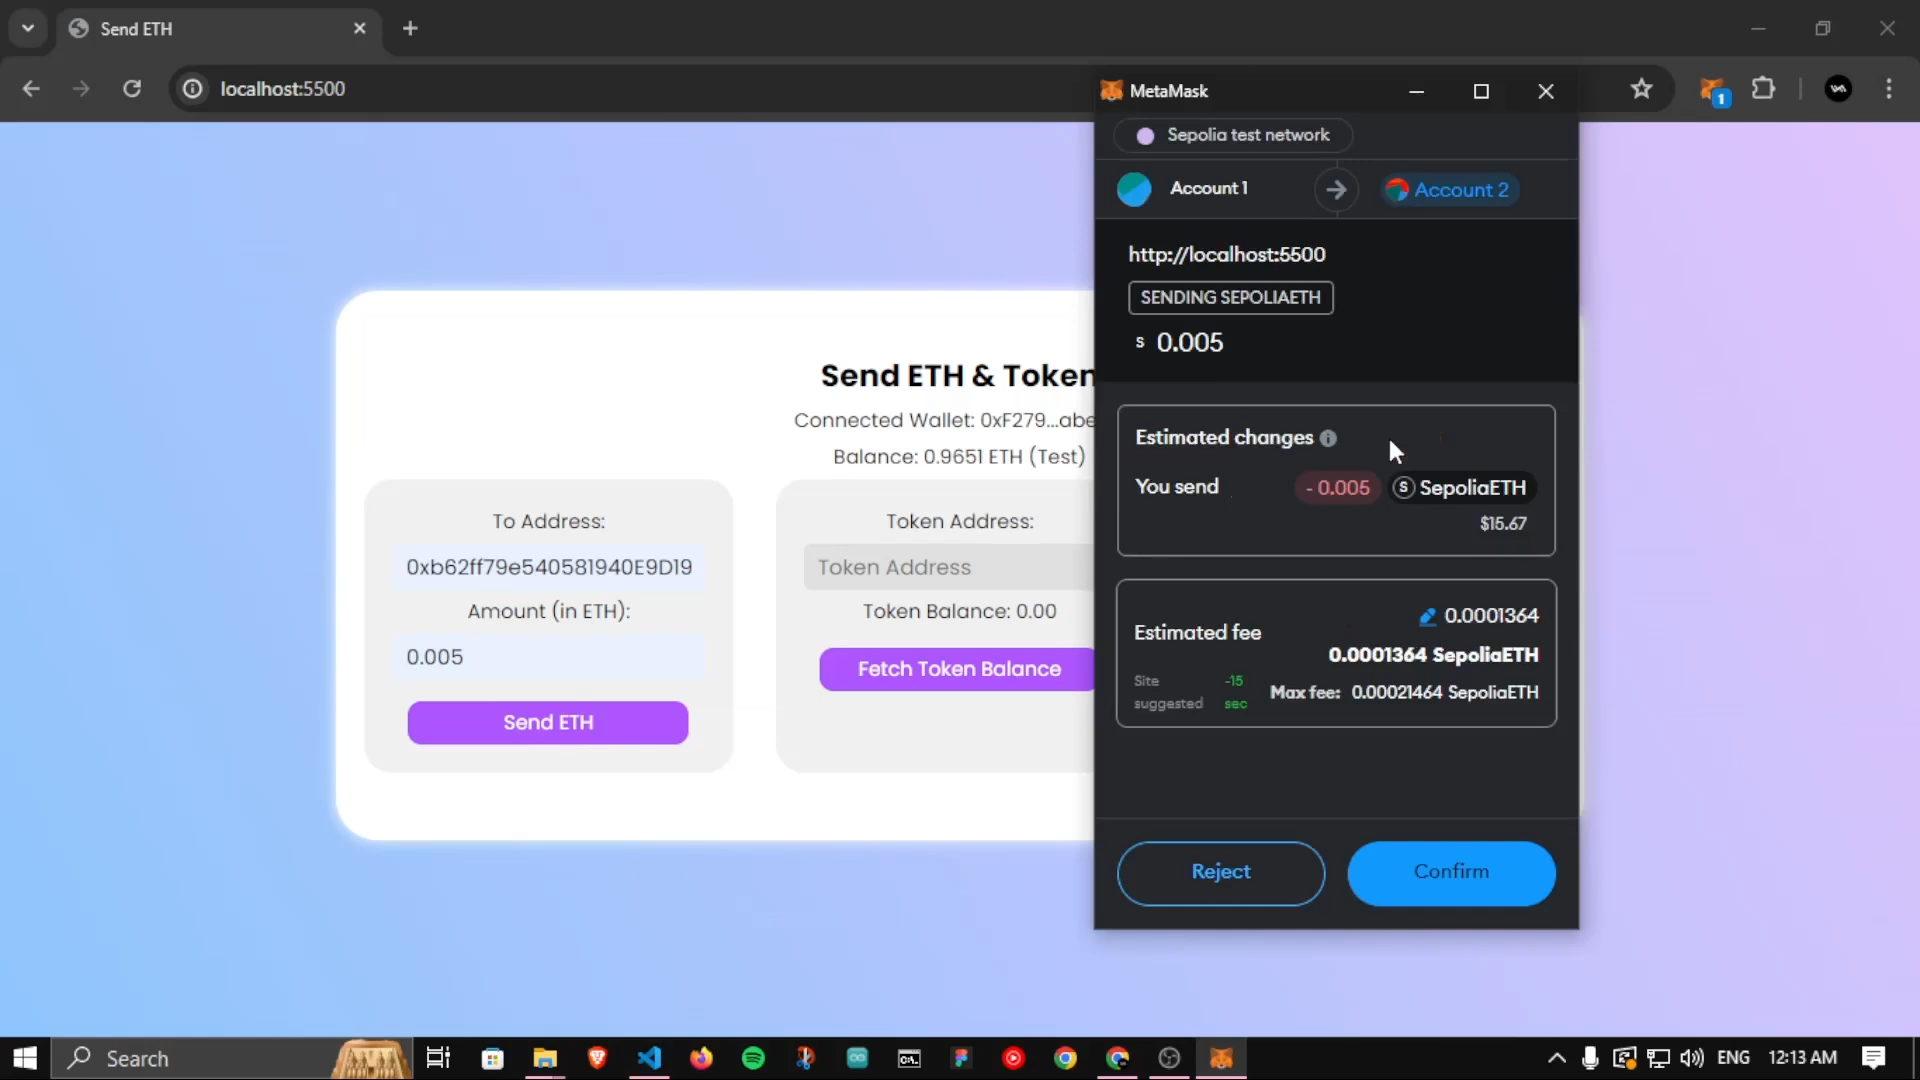 Send ETH
localhost:5500
1
MetaMask
Sepolia test network
Account 1
Account 2
http://localhost:5500
SENDING SEPOLIAETH
S 0.005
Estimated changes
You send
- 0.005
S SepoliaETH
$15.67
Estimated fee
0.0001364
0.0001364 SepoliaETH
Site suggested
~15 sec
Max fee: 0.00021464 SepoliaETH
Reject
Confirm
Send ETH & Token
Connected Wallet: 0xF279...abe
Balance: 0.9651 ETH (Test)
To Address:
0xb62ff79e540581940E9D19
Amount (in ETH):
0.005
Send ETH
Token Address:
Token Address
Token Balance: 0.00
Fetch Token Balance
Search
ENG
12:13 AM